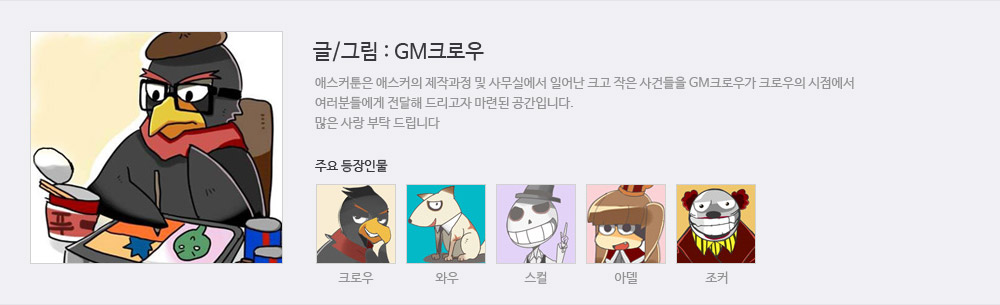 글/그림 : GM크로우
애스커툰은 애스커의 제작과정 및 사무실에서 일어난 크고 작은 사건들을 GM크로우가 크로우의 시점에서
여러분들에게 전달해 드리고자 마련된 공간입니다.
많은 사랑 부탁 드립니다
주요 등장인물
크로우 와우 스컬 아델 조커